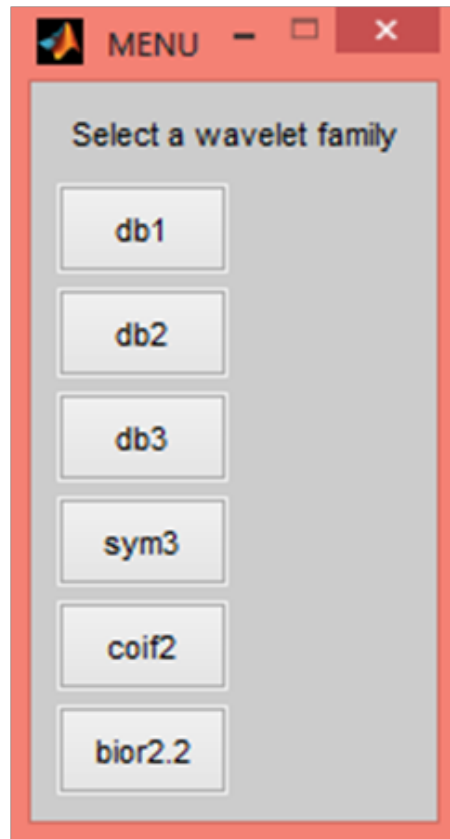 MENU
Select a wavelet family
db1
db2
db3
sym3
coif2
bior2.2